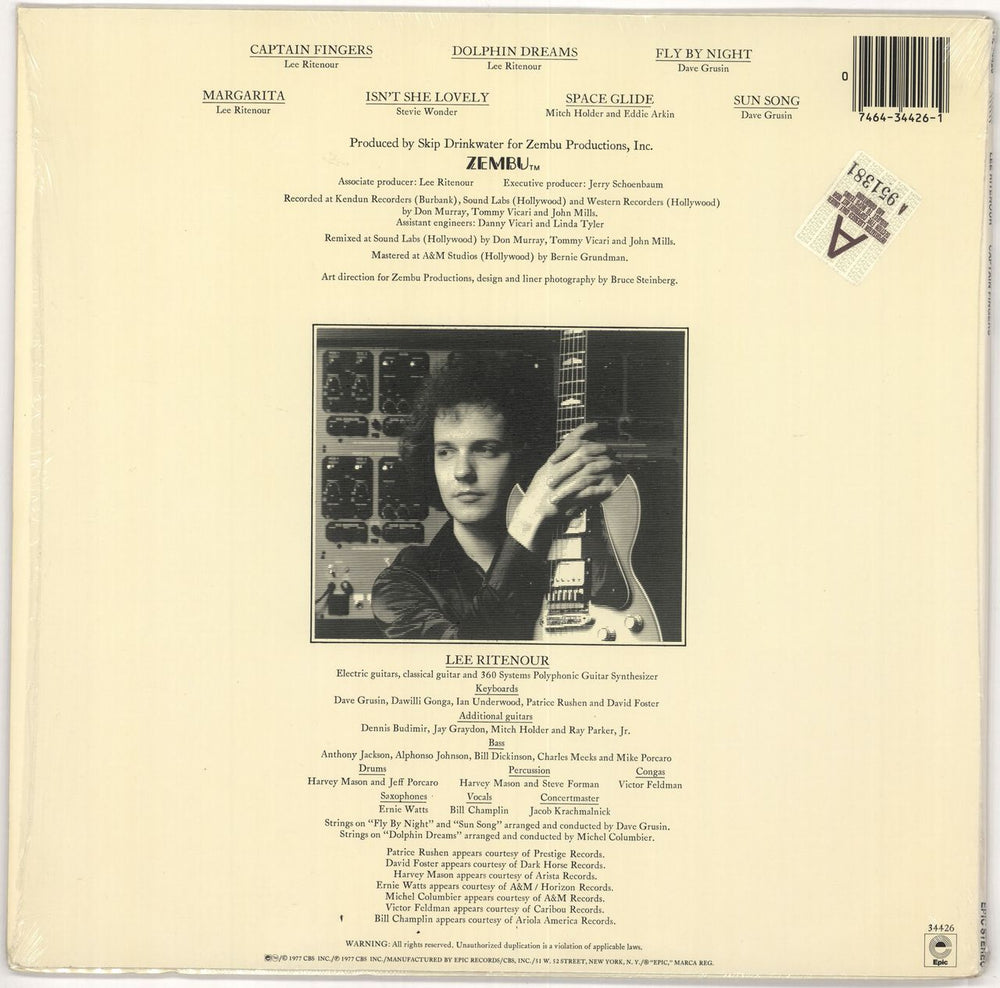 CAPTAIN FINGERS
Lee Ritenour
DOLPHIN DREAMS
Lee Ritenour
FLY BY NIGHT
Dave Grusin
MARGARITA
Lee Ritenour
ISN'T SHE LOVELY
Stevie Wonder
SPACE GLIDE
Mitch Holder and Eddie Arkin
SUN SONG
Dave Grusin
0
7464-34426-1
Produced by Skip Drinkwater for Zembu Productions, Inc.
ZEMBU TM
Associate producer: Lee Ritenour Executive producer: Jerry Schoenbaum
Recorded at Kendun Recorders (Burbank), Sound Labs (Hollywood) and Western Recorders (Hollywood)
by Don Murray, Tommy Vicari and John Mills.
Assistant engineers: Danny Vicari and Linda Tyler
Remixed at Sound Labs (Hollywood) by Don Murray, Tommy Vicari and John Mills.
Mastered at A&M Studios (Hollywood) by Bernie Grundman.
Art direction for Zembu Productions, design and liner photography by Bruce Steinberg.
A 951381
A
LEE RITENOUR CAPTAIN FINGERS
LEE RITENOUR
Electric guitars, classical guitar and 360 Systems Polyphonic Guitar Synthesizer
Keyboards
Dave Grusin, Dawilli Gonga, Ian Underwood, Patrice Rushen and David Foster
Additional guitars
Dennis Budimir, Jay Graydon, Mitch Holder and Ray Parker, Jr.
Bass
Anthony Jackson, Alphonso Johnson, Bill Dickinson, Charles Meeks and Mike Porcaro
Drums
Harvey Mason and Jeff Porcaro
Percussion
Harvey Mason and Steve Forman
Congas
Victor Feldman
Saxophones
Ernie Watts
Vocals
Bill Champlin
Concertmaster
Jacob Krachmalnick
Strings on "Fly By Night" and "Sun Song" arranged and conducted by Dave Grusin.
Strings on "Dolphin Dreams" arranged and conducted by Michel Columbier.
Patrice Rushen appears courtesy of Prestige Records.
David Foster appears courtesy of Dark Horse Records.
Harvey Mason appears courtesy of Arista Records.
Ernie Watts appears courtesy of A&M / Horizon Records.
Michel Columbier appears courtesy of A&M Records.
Victor Feldman appears courtesy of Caribou Records.
Bill Champlin appears courtesy of Ariola America Records.
WARNING: All rights reserved. Unauthorized duplication is a violation of applicable laws.
© 1977 CBS INC./℗ 1977 CBS INC./MANUFACTURED BY EPIC RECORDS/CBS, INC./51 W. 52 STREET, NEW YORK, N. Y./® "EPIC," MARCA REG.
34426
Epic
EPIC STEREO